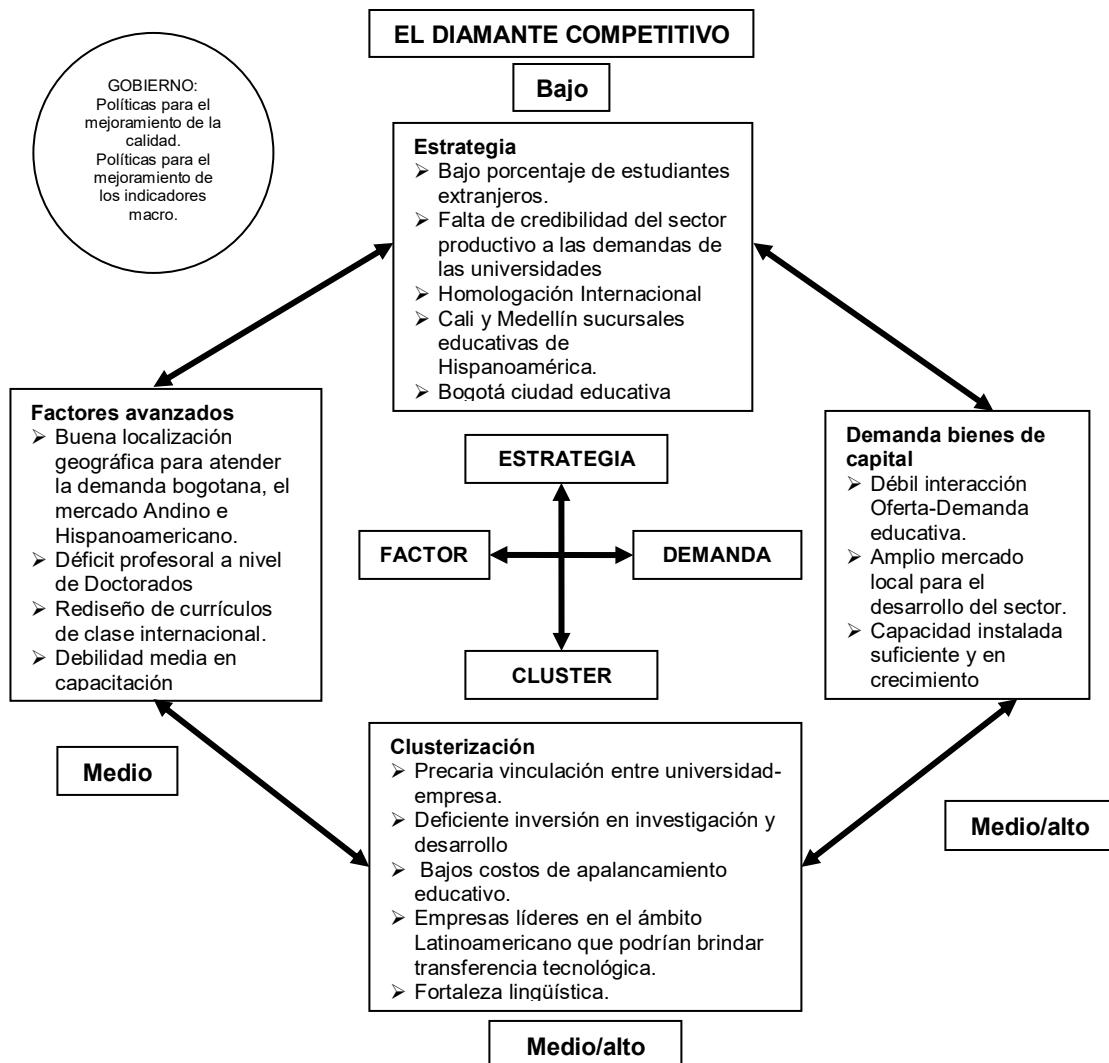 EL DIAMANTE COMPETITIVO
Bajo
GOBIERNO:
Políticas para el
mejoramiento de la
calidad.
Políticas para el
mejoramiento de
los indicadores
macro.
Estrategia
➢ Bajo porcentaje de estudiantes
extranjeros.
➢ Falta de credibilidad del sector
productivo a las demandas de
las universidades
➢ Homologación Internacional
➢ Cali y Medellín sucursales
educativas de
Hispanoamérica.
➢ Bogotá ciudad educativa
Factores avanzados
➢ Buena localización
geográfica para atender
la demanda bogotana, el
mercado Andino e
Hispanoamericano.
➢ Déficit profesoral a nivel
de Doctorados
➢ Rediseño de currículos
de clase internacional.
➢ Debilidad media en
capacitación
ESTRATEGIA
FACTOR
DEMANDA
CLUSTER
Demanda bienes de
capital
➢ Débil interacción
Oferta-Demanda
educativa.
➢ Amplio mercado
local para el
desarrollo del sector.
➢ Capacidad instalada
suficiente y en
crecimiento
Medio
Clusterización
➢ Precaria vinculación entre universidad-
empresa.
➢ Deficiente inversión en investigación y
desarrollo
➢ Bajos costos de apalancamiento
educativo.
➢ Empresas líderes en el ámbito
Latinoamericano que podrían brindar
transferencia tecnológica.
➢ Fortaleza lingüística.
Medio/alto
Medio/alto